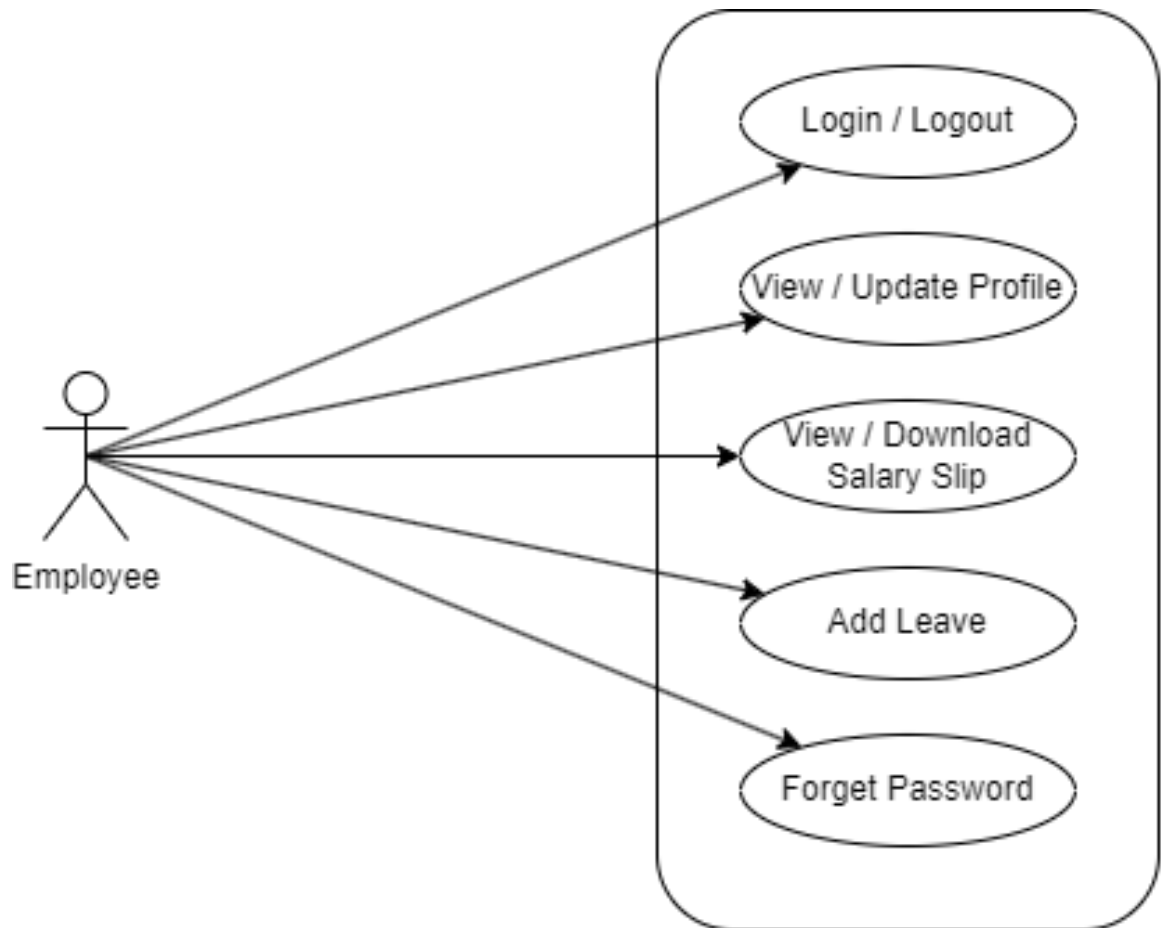 Login / Logout
View / Update Profile
View / Download
Salary Slip
Employee
Add Leave
Forget Password